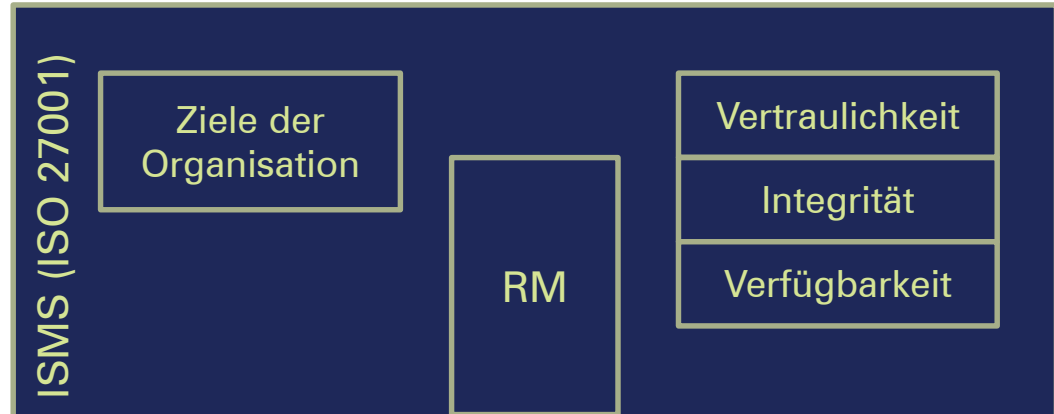 ISMS (ISO 27001)
Ziele der
Organisation
RM
Vertraulichkeit
Integrität
Verfügbarkeit